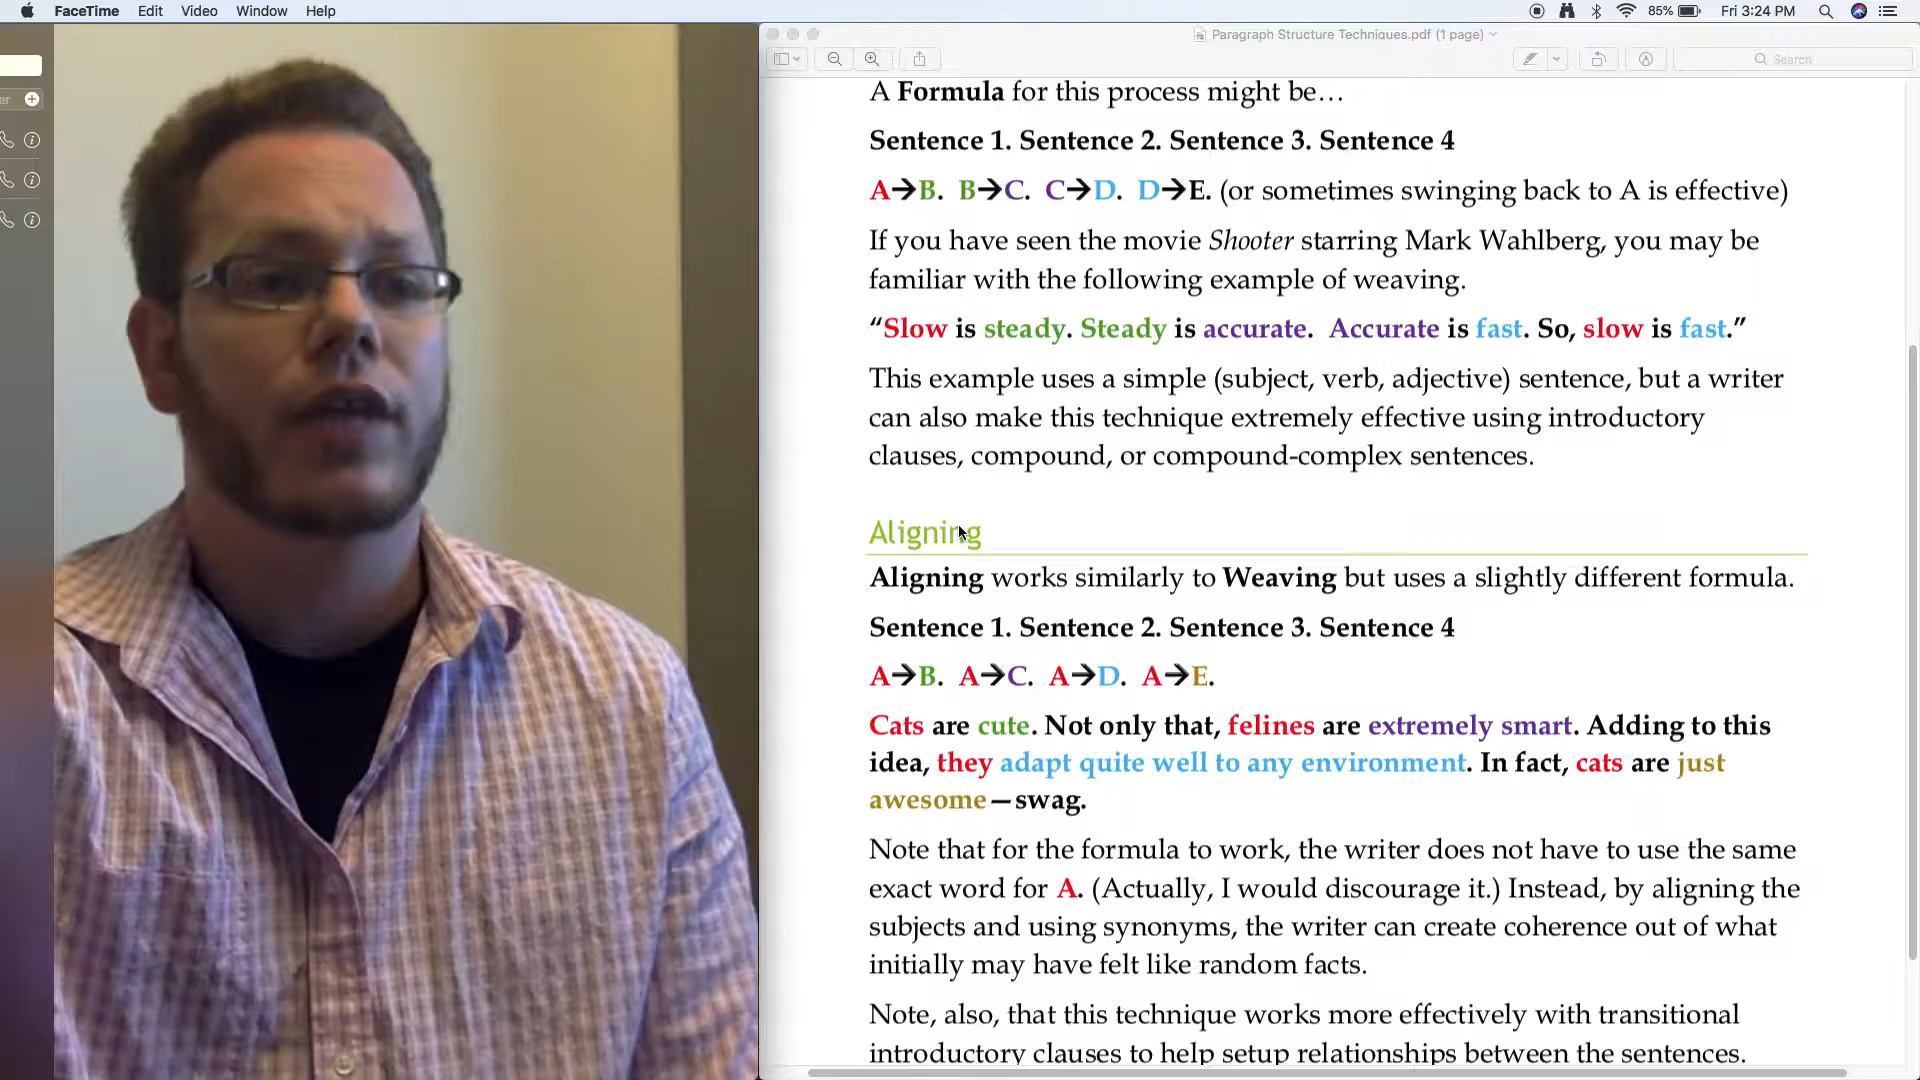 FaceTime Edit Video Window Help 85% Fri 3:24 PM
Paragraph Structure Techniques.pdf (1 page)
Search
er
A Formula for this process might be…
Sentence 1. Sentence 2. Sentence 3. Sentence 4
A→B. B→C. C→D. D→E. (or sometimes swinging back to A is effective)
If you have seen the movie Shooter starring Mark Wahlberg, you may be
familiar with the following example of weaving.
“Slow is steady. Steady is accurate. Accurate is fast. So, slow is fast.”
This example uses a simple (subject, verb, adjective) sentence, but a writer
can also make this technique extremely effective using introductory
clauses, compound, or compound-complex sentences.
Aligning
Aligning works similarly to Weaving but uses a slightly different formula.
Sentence 1. Sentence 2. Sentence 3. Sentence 4
A→B. A→C. A→D. A→E.
Cats are cute. Not only that, felines are extremely smart. Adding to this
idea, they adapt quite well to any environment. In fact, cats are just
awesome—swag.
Note that for the formula to work, the writer does not have to use the same
exact word for A. (Actually, I would discourage it.) Instead, by aligning the
subjects and using synonyms, the writer can create coherence out of what
initially may have felt like random facts.
Note, also, that this technique works more effectively with transitional
introductory clauses to help setup relationships between the sentences.